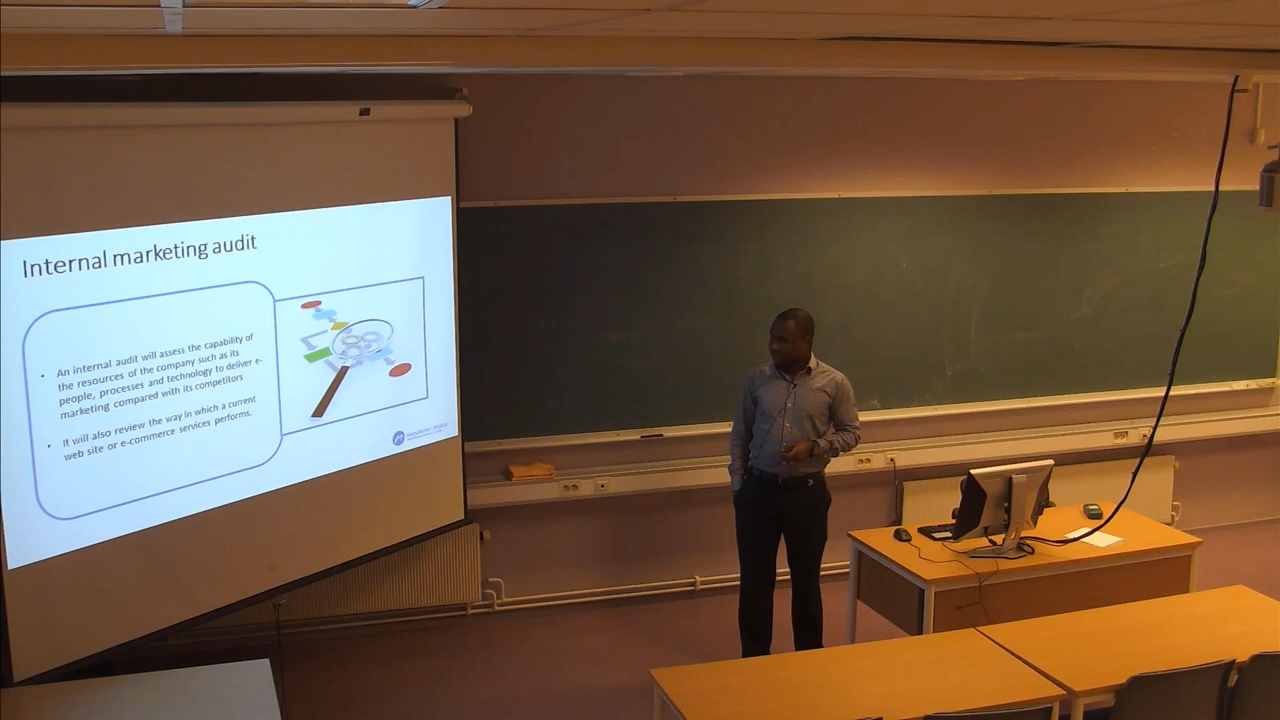 Internal marketing audit
• An internal audit will assess the capability of
the resources of the company such as its
people, processes and technology to deliver e-
marketing compared with its competitors
• It will also review the way in which a current
web site or e-commerce services performs.